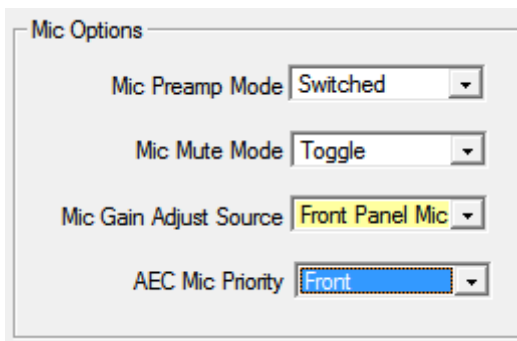 Mic Options
Mic Preamp Mode Switched
Mic Mute Mode Toggle
Mic Gain Adjust Source Front Panel Mic
AEC Mic Priority Front